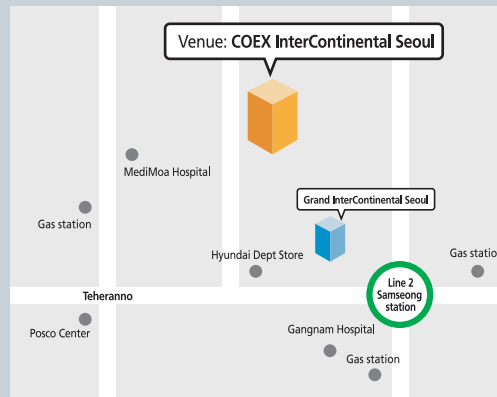 Venue: COEX InterContinental Seoul
MediMoa Hospital
Grand InterContinental Seoul
Gas station
Hyundai Dept Store
Gas statio
Line 2
Samseong
station
Teheranno
Posco Center
Gangnam Hospital
Gas station